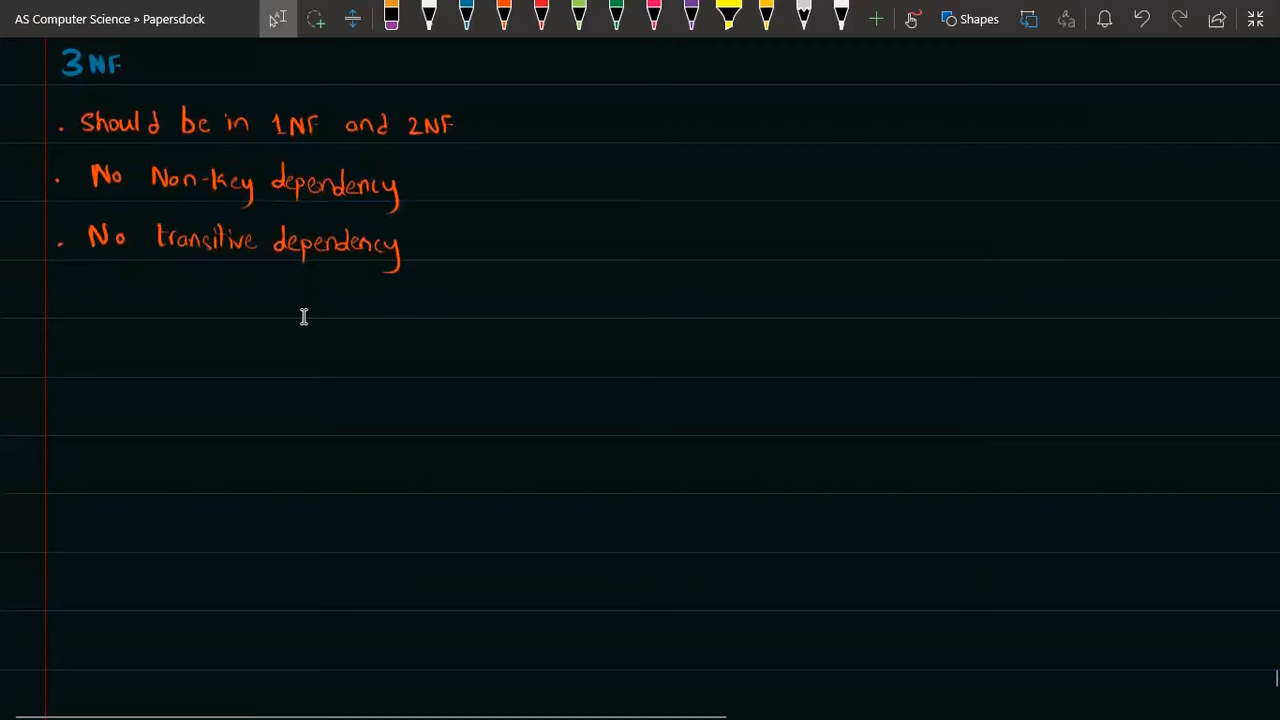 AS Computer Science » Papersdock
Shapes
3NF
. Should be in 1NF and 2NF
. No Non-key dependency
. No transitive dependency